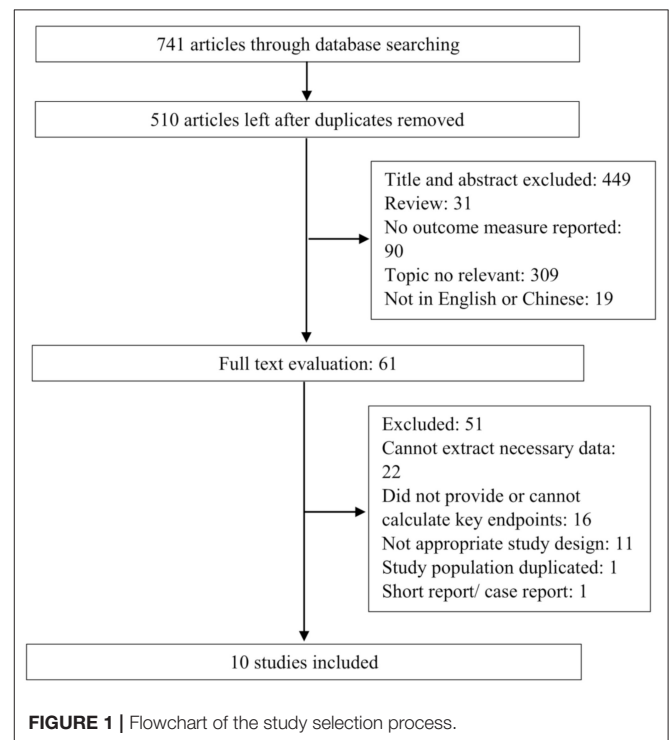 741 articles through database searching
510 articles left after duplicates removed
Title and abstract excluded: 449
Review: 31
No outcome measure reported:
90
Topic no relevant: 309
Not in English or Chinese: 19
Full text evaluation: 61
Excluded: 51
Cannot extract necessary data:
22
Did not provide or cannot
calculate key endpoints: 16
Not appropriate study design: 11
Study population duplicated: 1
Short report/ case report: 1
10 studies included
FIGURE 1 | Flowchart of the study selection process.